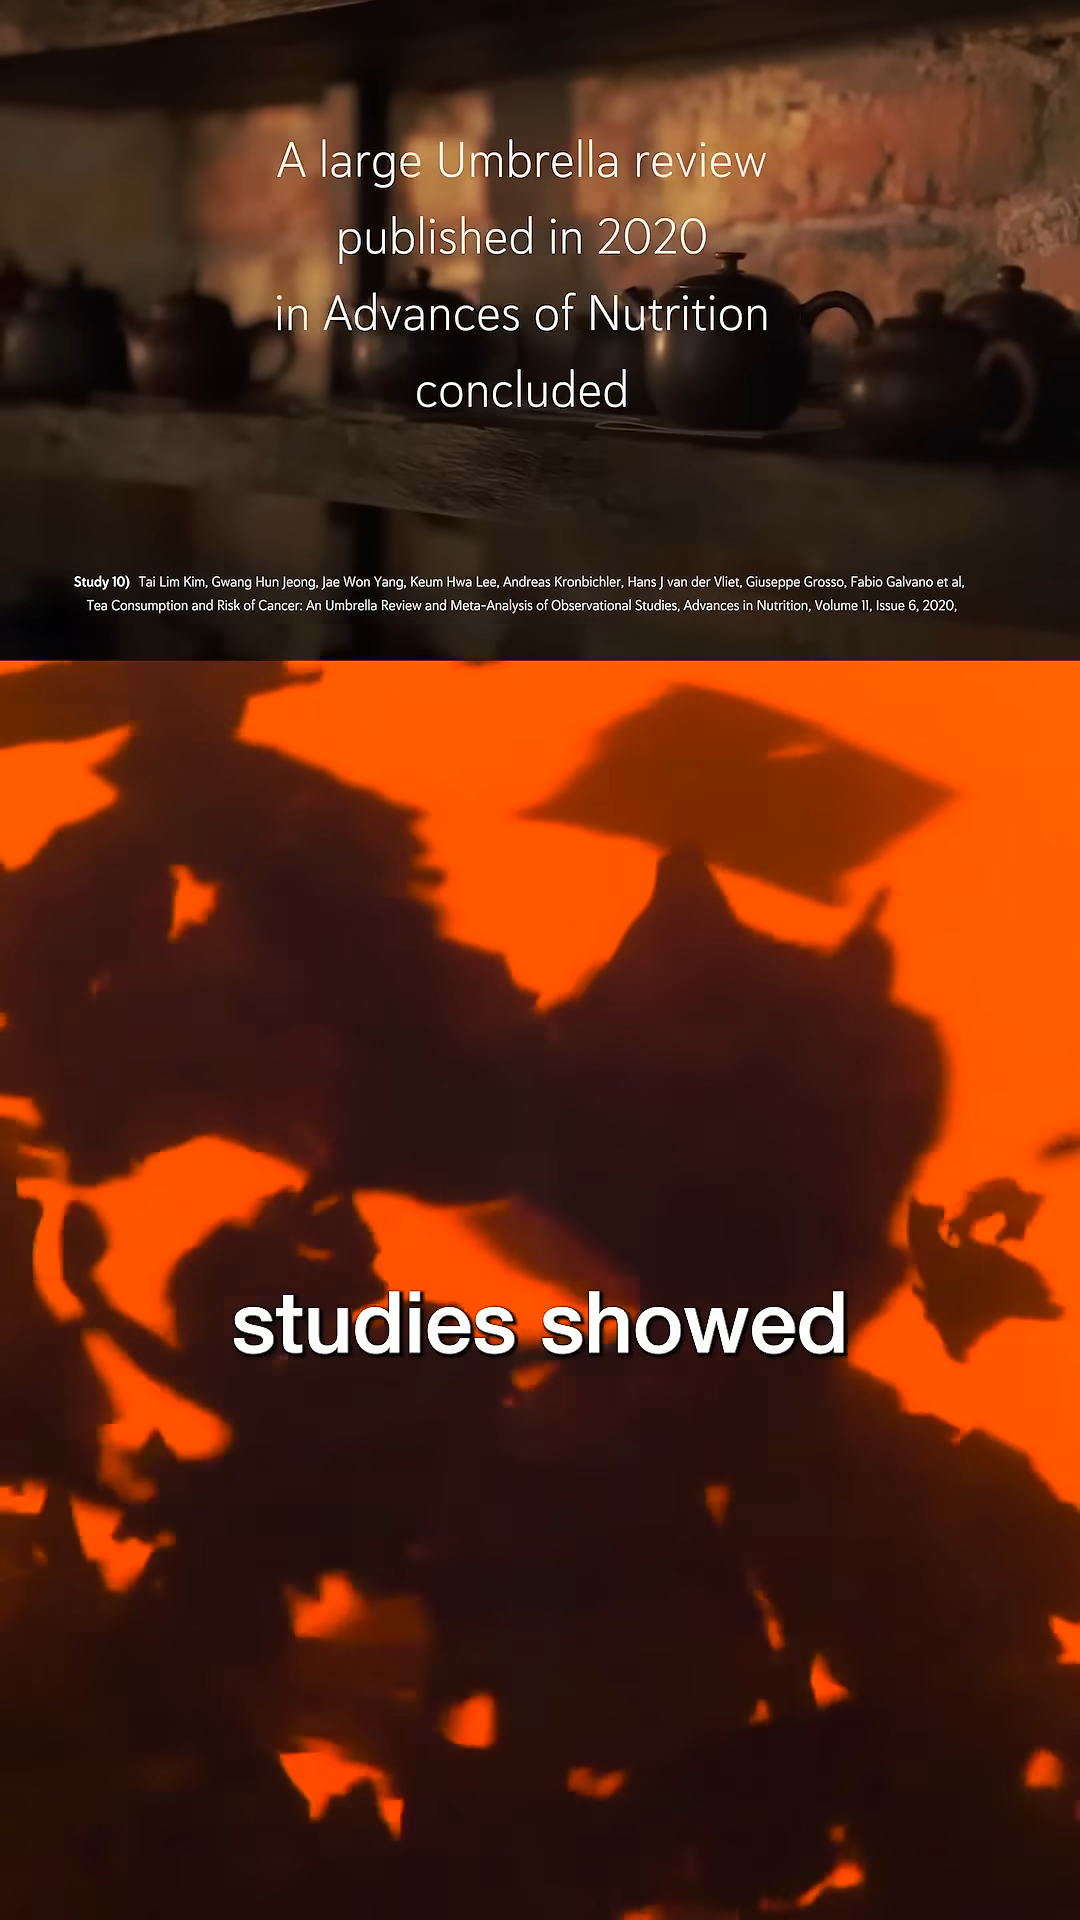 A large Umbrella review
published in 2020
in Advances of Nutrition
concluded
Study 10) Tai Lim Kim, Gwang Hun Jeong, Jae Won Yang, Keum Hwa Lee, Andreas Kronbichler, Hans J van der Vliet, Giuseppe Grosso, Fabio Galvano et al,
Tea Consumption and Risk of Cancer: An Umbrella Review and Meta-Analysis of Observational Studies, Advances in Nutrition, Volume 11, Issue 6, 2020,
studies showed